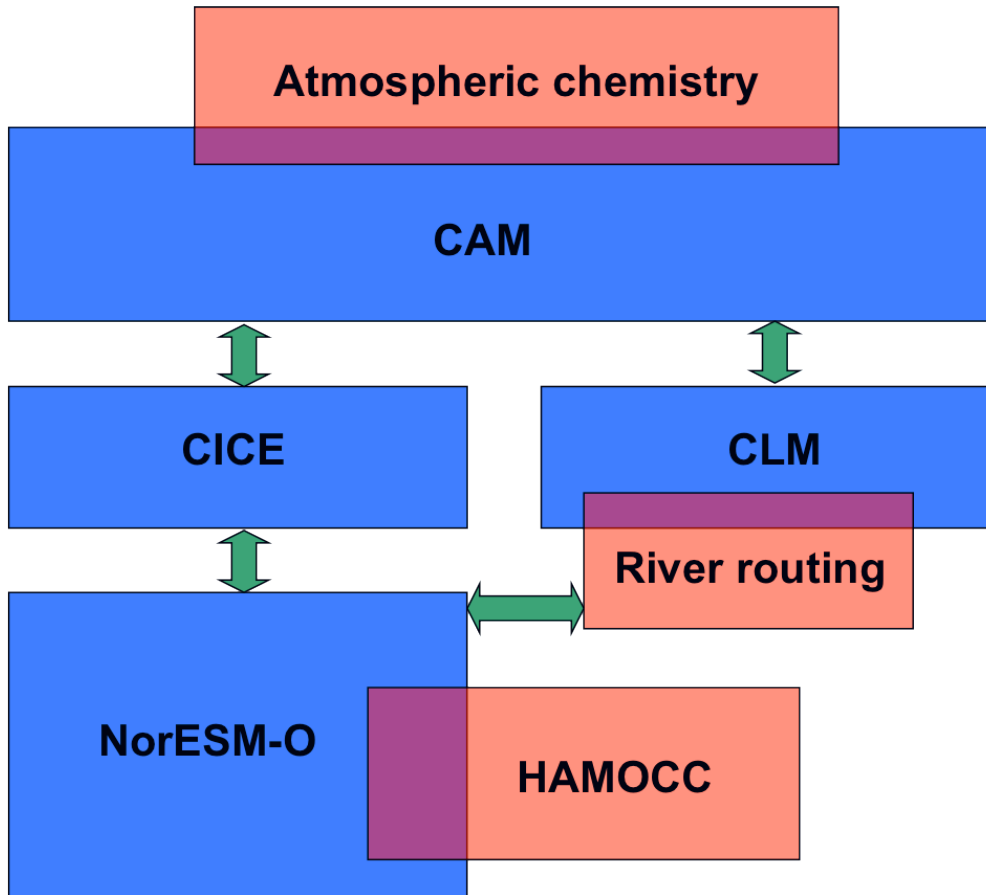 Atmospheric chemistry
CAM
CICE
CLM
River routing
NorESM-O
HAMOCC